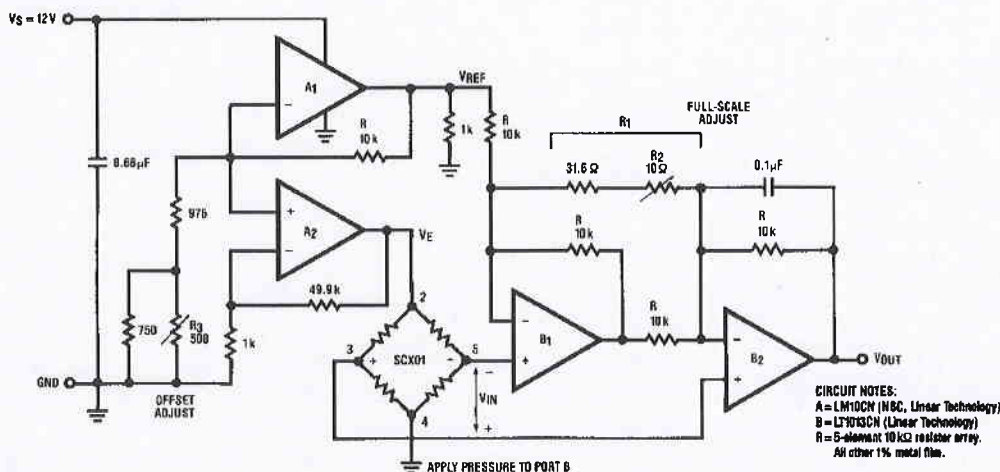 VS = 12V
A1
VREF
FULL-SCALE
ADJUST
R
10k
1k
R
10k
R1
31.6Ω
R2
10Ω
0.1µF
0.68µF
975
A2
VE
R
10k
R
10k
49.9k
750
R3
500
1k
2
3
SCX01
5
4
VIN
B1
R
10k
B2
VOUT
GND
OFFSET
ADJUST
CIRCUIT NOTES:
A = LM10CN (NSC, Linear Technology)
B = LT1013CN (Linear Technology)
R = 5-element 10kΩ resistor array.
All other 1% metal film.
APPLY PRESSURE TO PORT B